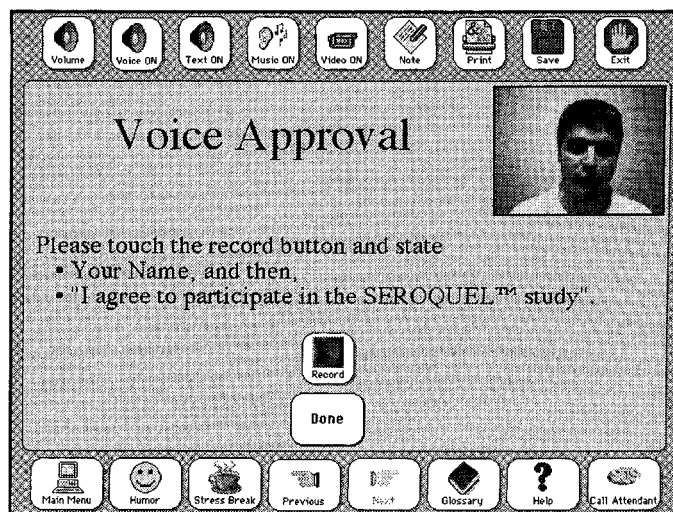 Volume
Voice ON
Text ON
Music ON
Video ON
Note
Print
Save
Exit
Voice Approval
Please touch the record button and state
▪ Your Name, and then,
▪ "I agree to participate in the SEROQUEL™ study".
Record
Done
Main Menu
Humor
Stress Break
Previous
Next
Glossary
?
Help
Call Attendant